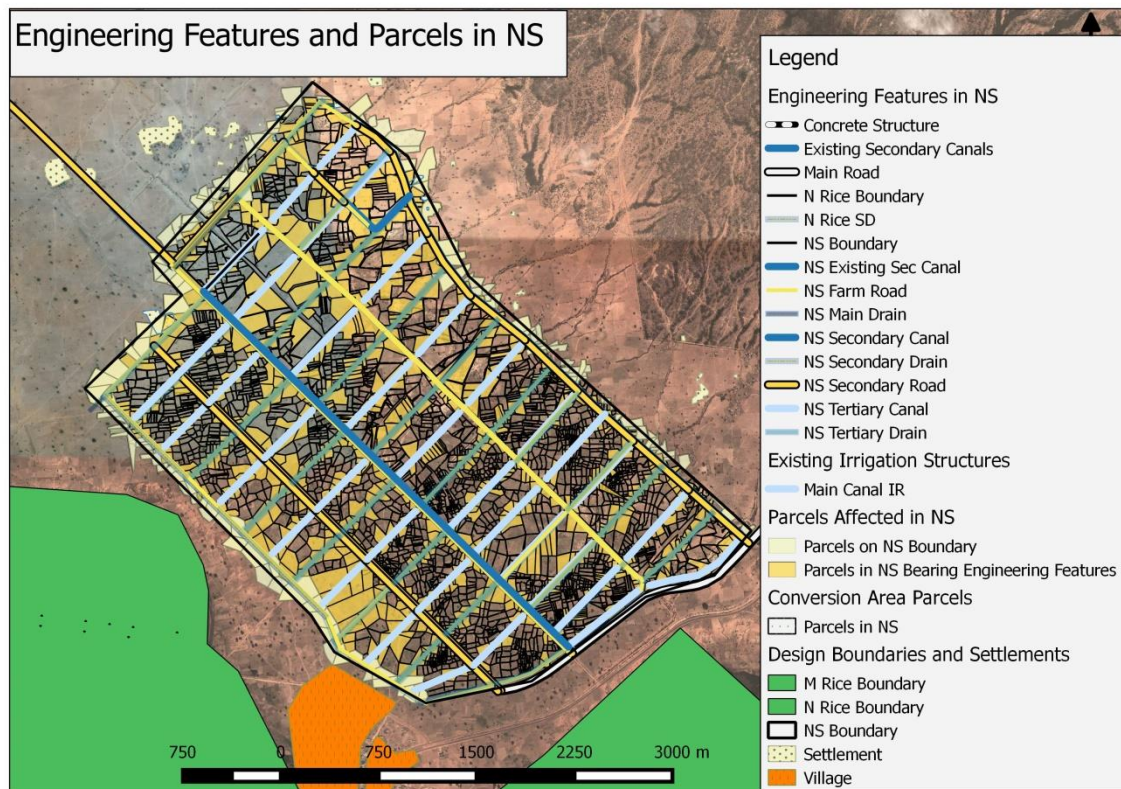 Engineering Features and Parcels in NS
Legend
Engineering Features in NS
Concrete Structure
Existing Secondary Canals
Main Road
N Rice Boundary
N Rice SD
NS Boundary
NS Existing Sec Canal
NS Farm Road
NS Main Drain
NS Secondary Canal
NS Secondary Drain
NS Secondary Road
NS Tertiary Canal
NS Tertiary Drain
Existing Irrigation Structures
Main Canal IR
Parcels Affected in NS
Parcels on NS Boundary
Parcels in NS Bearing Engineering Features
Conversion Area Parcels
Parcels in NS
Design Boundaries and Settlements
M Rice Boundary
N Rice Boundary
NS Boundary
Settlement
Village
750 0 750 1500 2250 3000 m